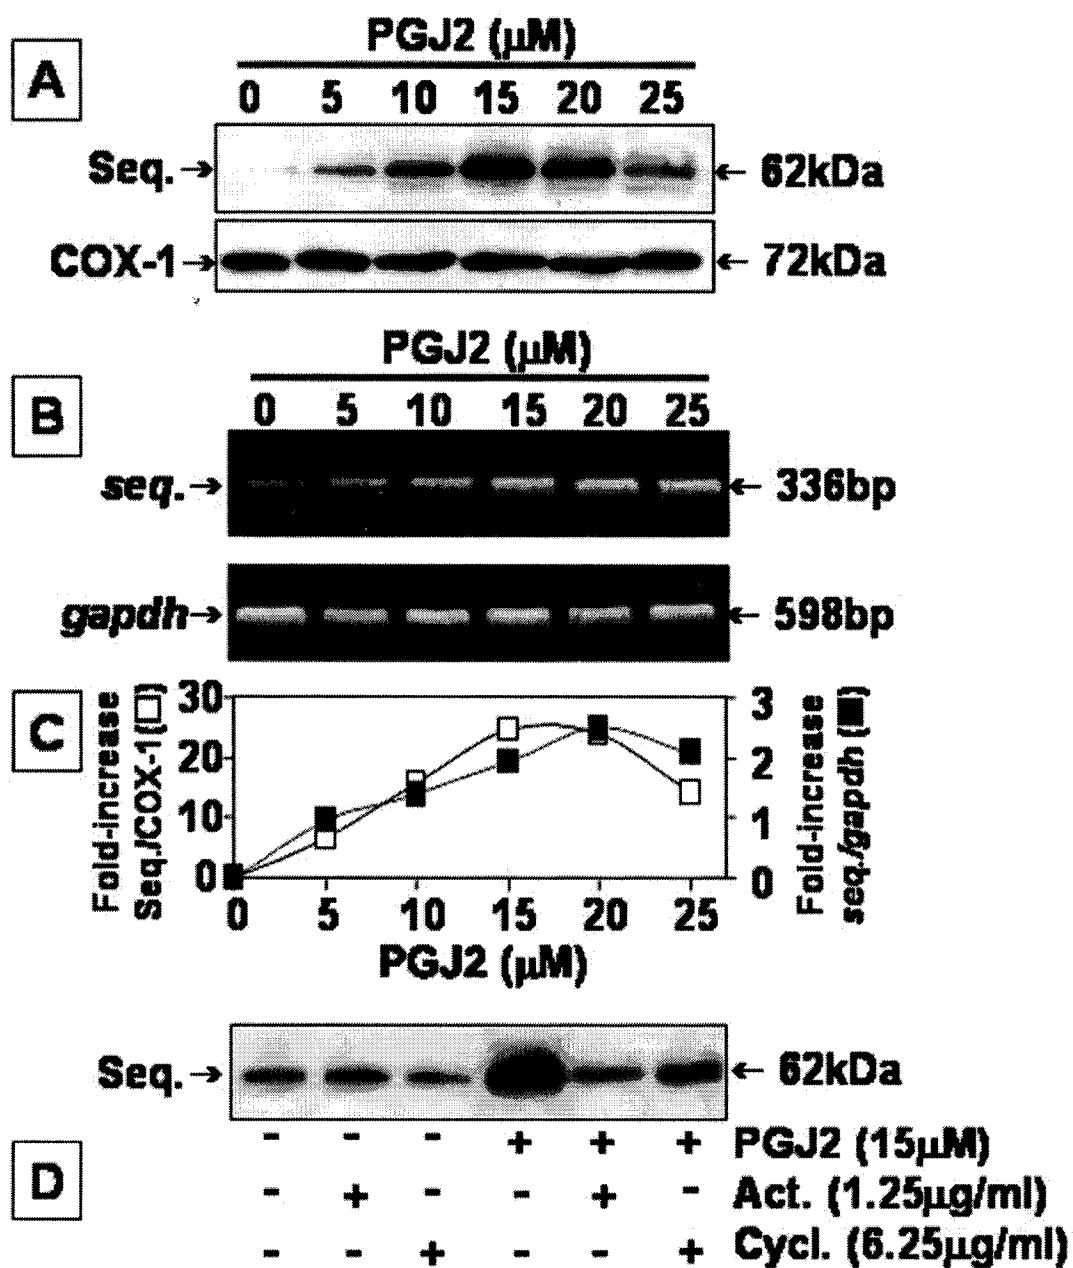 A
PGJ2 (μM)
0 5 10 15 20 25
Seq.→ ←62kDa
COX-1→ ←72kDa
B
PGJ2 (μM)
0 5 10 15 20 25
seq.→ ←336bp
gapdh→ ←598bp
C
Fold-increase
Seq./COX-1(□)
30
20
10
0
3
2
1
0
Fold-increase
seq./gapdh (■)
0 5 10 15 20 25
PGJ2 (μM)
Seq.→ ←62kDa
D
- - - + + + PGJ2 (15μM)
- + - - + - Act. (1.25μg/ml)
- - + - - + Cycl. (6.25μg/ml)